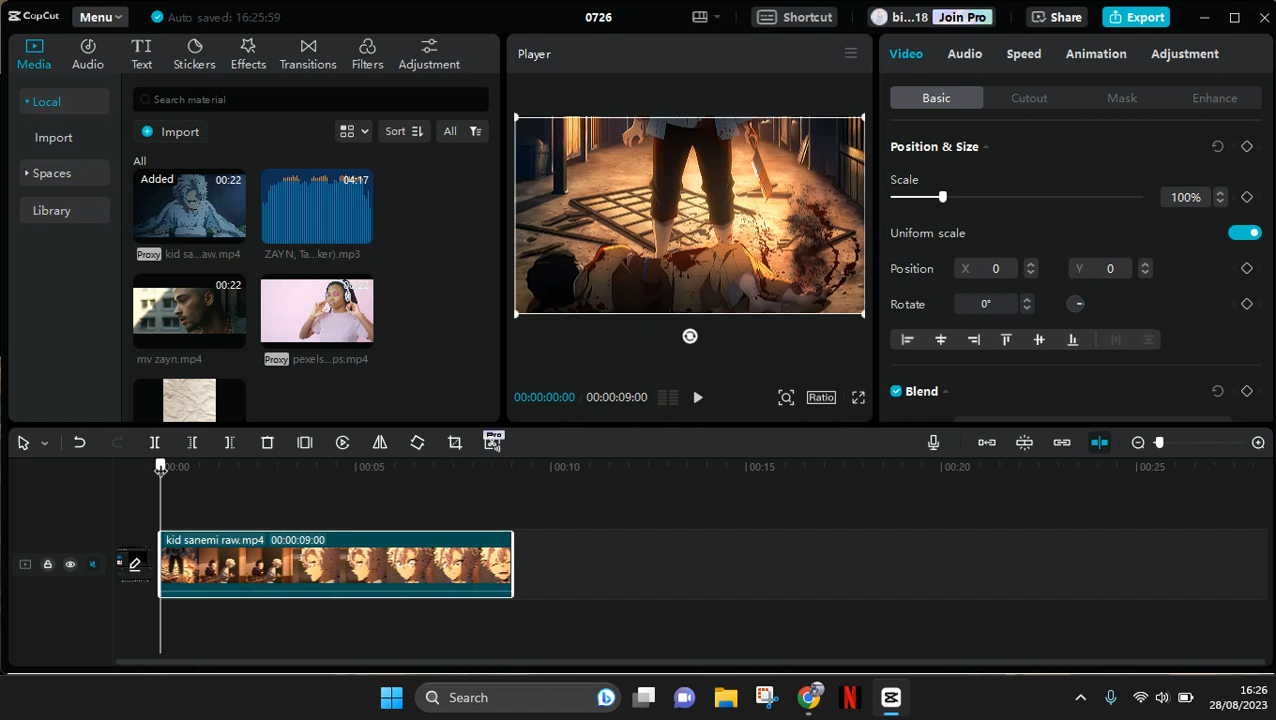 CapCut
Menu
Auto saved: 16:25:59
0726
Shortcut
bi...18
Join Pro
Share
Export
Media
Audio
Text
Stickers
Effects
Transitions
Filters
Adjustment
Local
Import
Spaces
Library
Search material
Import
Sort
All
All
Added
00:22
04:17
Proxy
kid sa...aw.mp4
ZAYN, Ta...ker).mp3
00:22
00:22
mv zayn.mp4
Proxy
pexels...ps.mp4
Player
00:00:00:00 / 00:00:09:00
Ratio
Video
Audio
Speed
Animation
Adjustment
Basic
Cutout
Mask
Enhance
Position & Size
Scale
100%
Uniform scale
Position
X 0
Y 0
Rotate
0°
Blend
Pro
00:00
00:05
00:10
00:15
00:20
00:25
kid sanemi raw.mp4 00:00:09:00
Search
N
16:26
28/08/2023